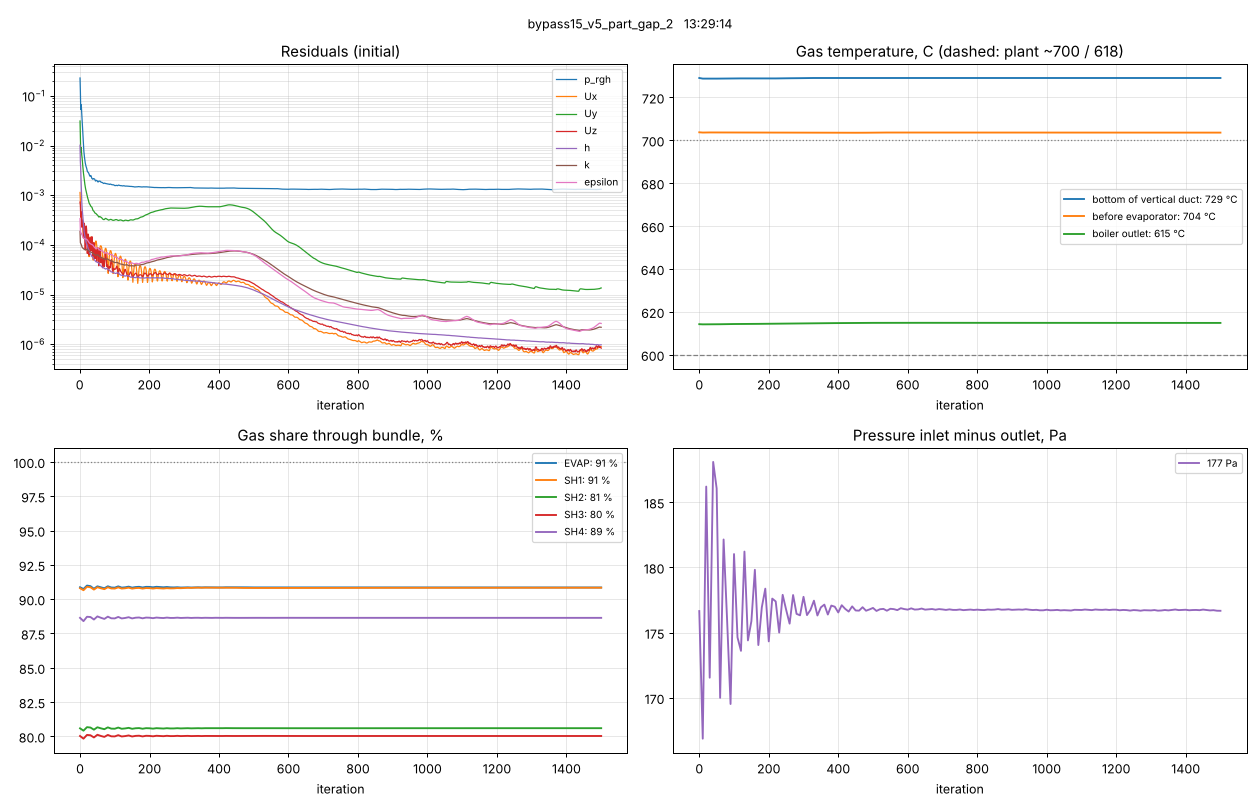 bypass15_v5_part_gap_2   13:29:14
Residuals (initial)
10⁻¹
10⁻²
10⁻³
10⁻⁴
10⁻⁵
10⁻⁶
p_rgh
Ux
Uy
Uz
h
k
epsilon
0 200 400 600 800 1000 1200 1400
iteration
Gas temperature, C (dashed: plant ~700 / 618)
720
700
680
660
640
620
600
bottom of vertical duct: 729 °C
before evaporator: 704 °C
boiler outlet: 615 °C
0 200 400 600 800 1000 1200 1400
iteration
Gas share through bundle, %
100.0
97.5
95.0
92.5
90.0
87.5
85.0
82.5
80.0
EVAP: 91 %
SH1: 91 %
SH2: 81 %
SH3: 80 %
SH4: 89 %
0 200 400 600 800 1000 1200 1400
iteration
Pressure inlet minus outlet, Pa
185
180
175
170
177 Pa
0 200 400 600 800 1000 1200 1400
iteration